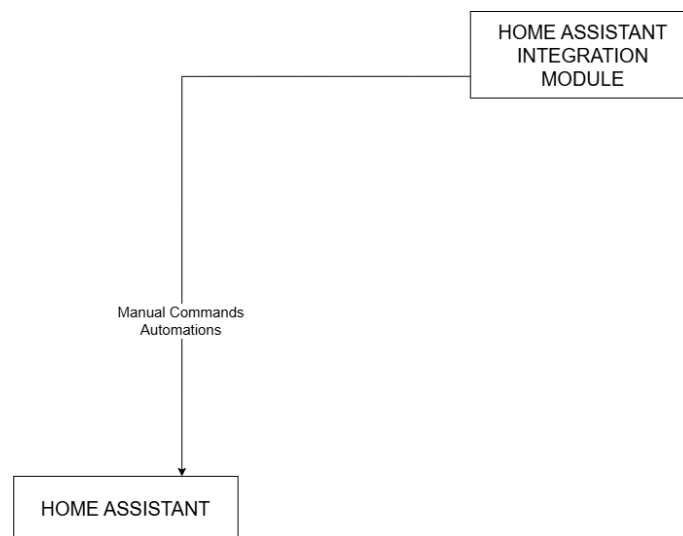 HOME ASSISTANT
INTEGRATION
MODULE
Manual Commands
Automations
HOME ASSISTANT